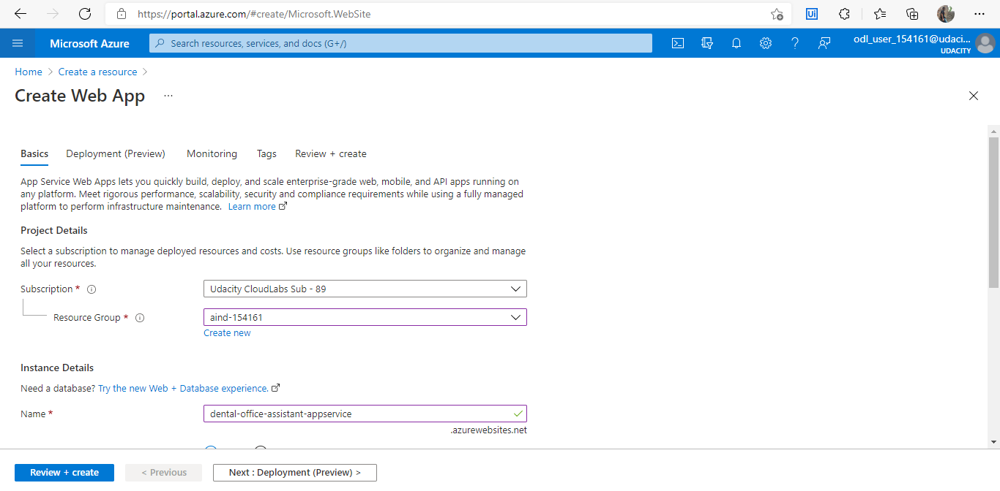 https://portal.azure.com/#create/Microsoft.WebSite
Ui
Microsoft Azure
Search resources, services, and docs (G+/)
odl_user_154161@udaci...
UDACITY
Home > Create a resource >
Create Web App ...
Basics Deployment (Preview) Monitoring Tags Review + create
App Service Web Apps lets you quickly build, deploy, and scale enterprise-grade web, mobile, and API apps running on
any platform. Meet rigorous performance, scalability, security and compliance requirements while using a fully managed
platform to perform infrastructure maintenance. Learn more
Project Details
Select a subscription to manage deployed resources and costs. Use resource groups like folders to organize and manage
all your resources.
Subscription * Udacity CloudLabs Sub - 89
Resource Group * aind-154161
Create new
Instance Details
Need a database? Try the new Web + Database experience.
Name * dental-office-assistant-appservice
.azurewebsites.net
Review + create < Previous Next : Deployment (Preview) >